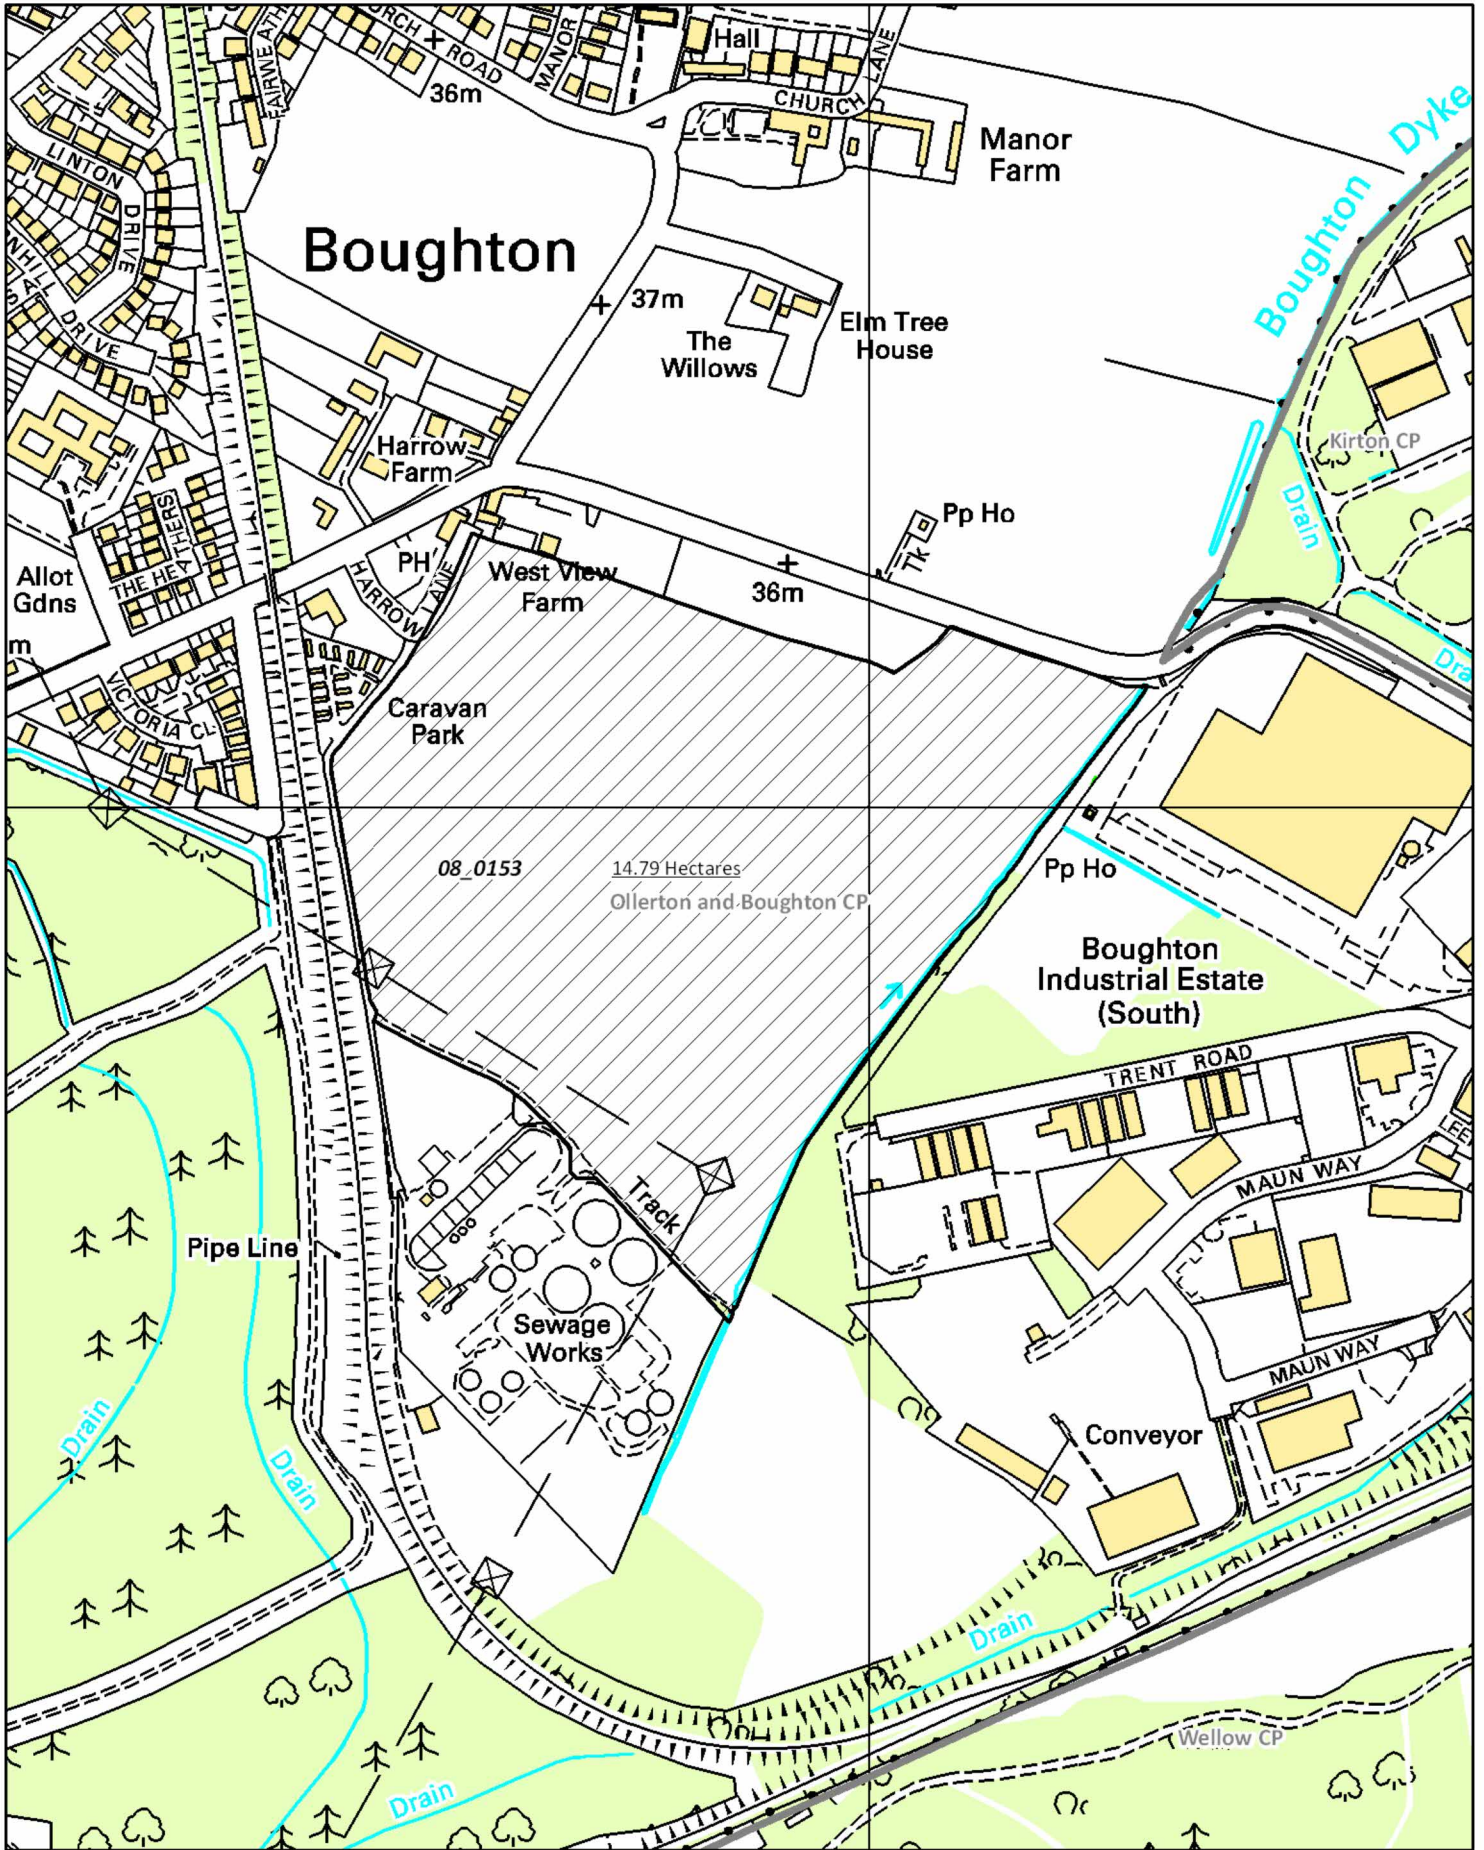 CHURCH ROAD
MANOR
Hall
LANE
36m
CHURCH
Dyke
Manor
Farm
LINTON
DRIVE
Boughton
Boughton
37m
DRIVE
The
Willows
Elm Tree
House
Harrow
Farm
Kirton CP
Drain
Pp Ho
Tk
THE HEATHERS
PH
HARROW LANE
West View
Farm
36m
Allot
Gdns
m
VICTORIA CL
Caravan
Park
08_0153
14.79 Hectares
Ollerton and Boughton CP
Pp Ho
Boughton
Industrial Estate
(South)
TRENT ROAD
MAUN WAY
Track
Pipe Line
Sewage
Works
MAUN WAY
Drain
Drain
Conveyor
Drain
Wellow CP
Drain